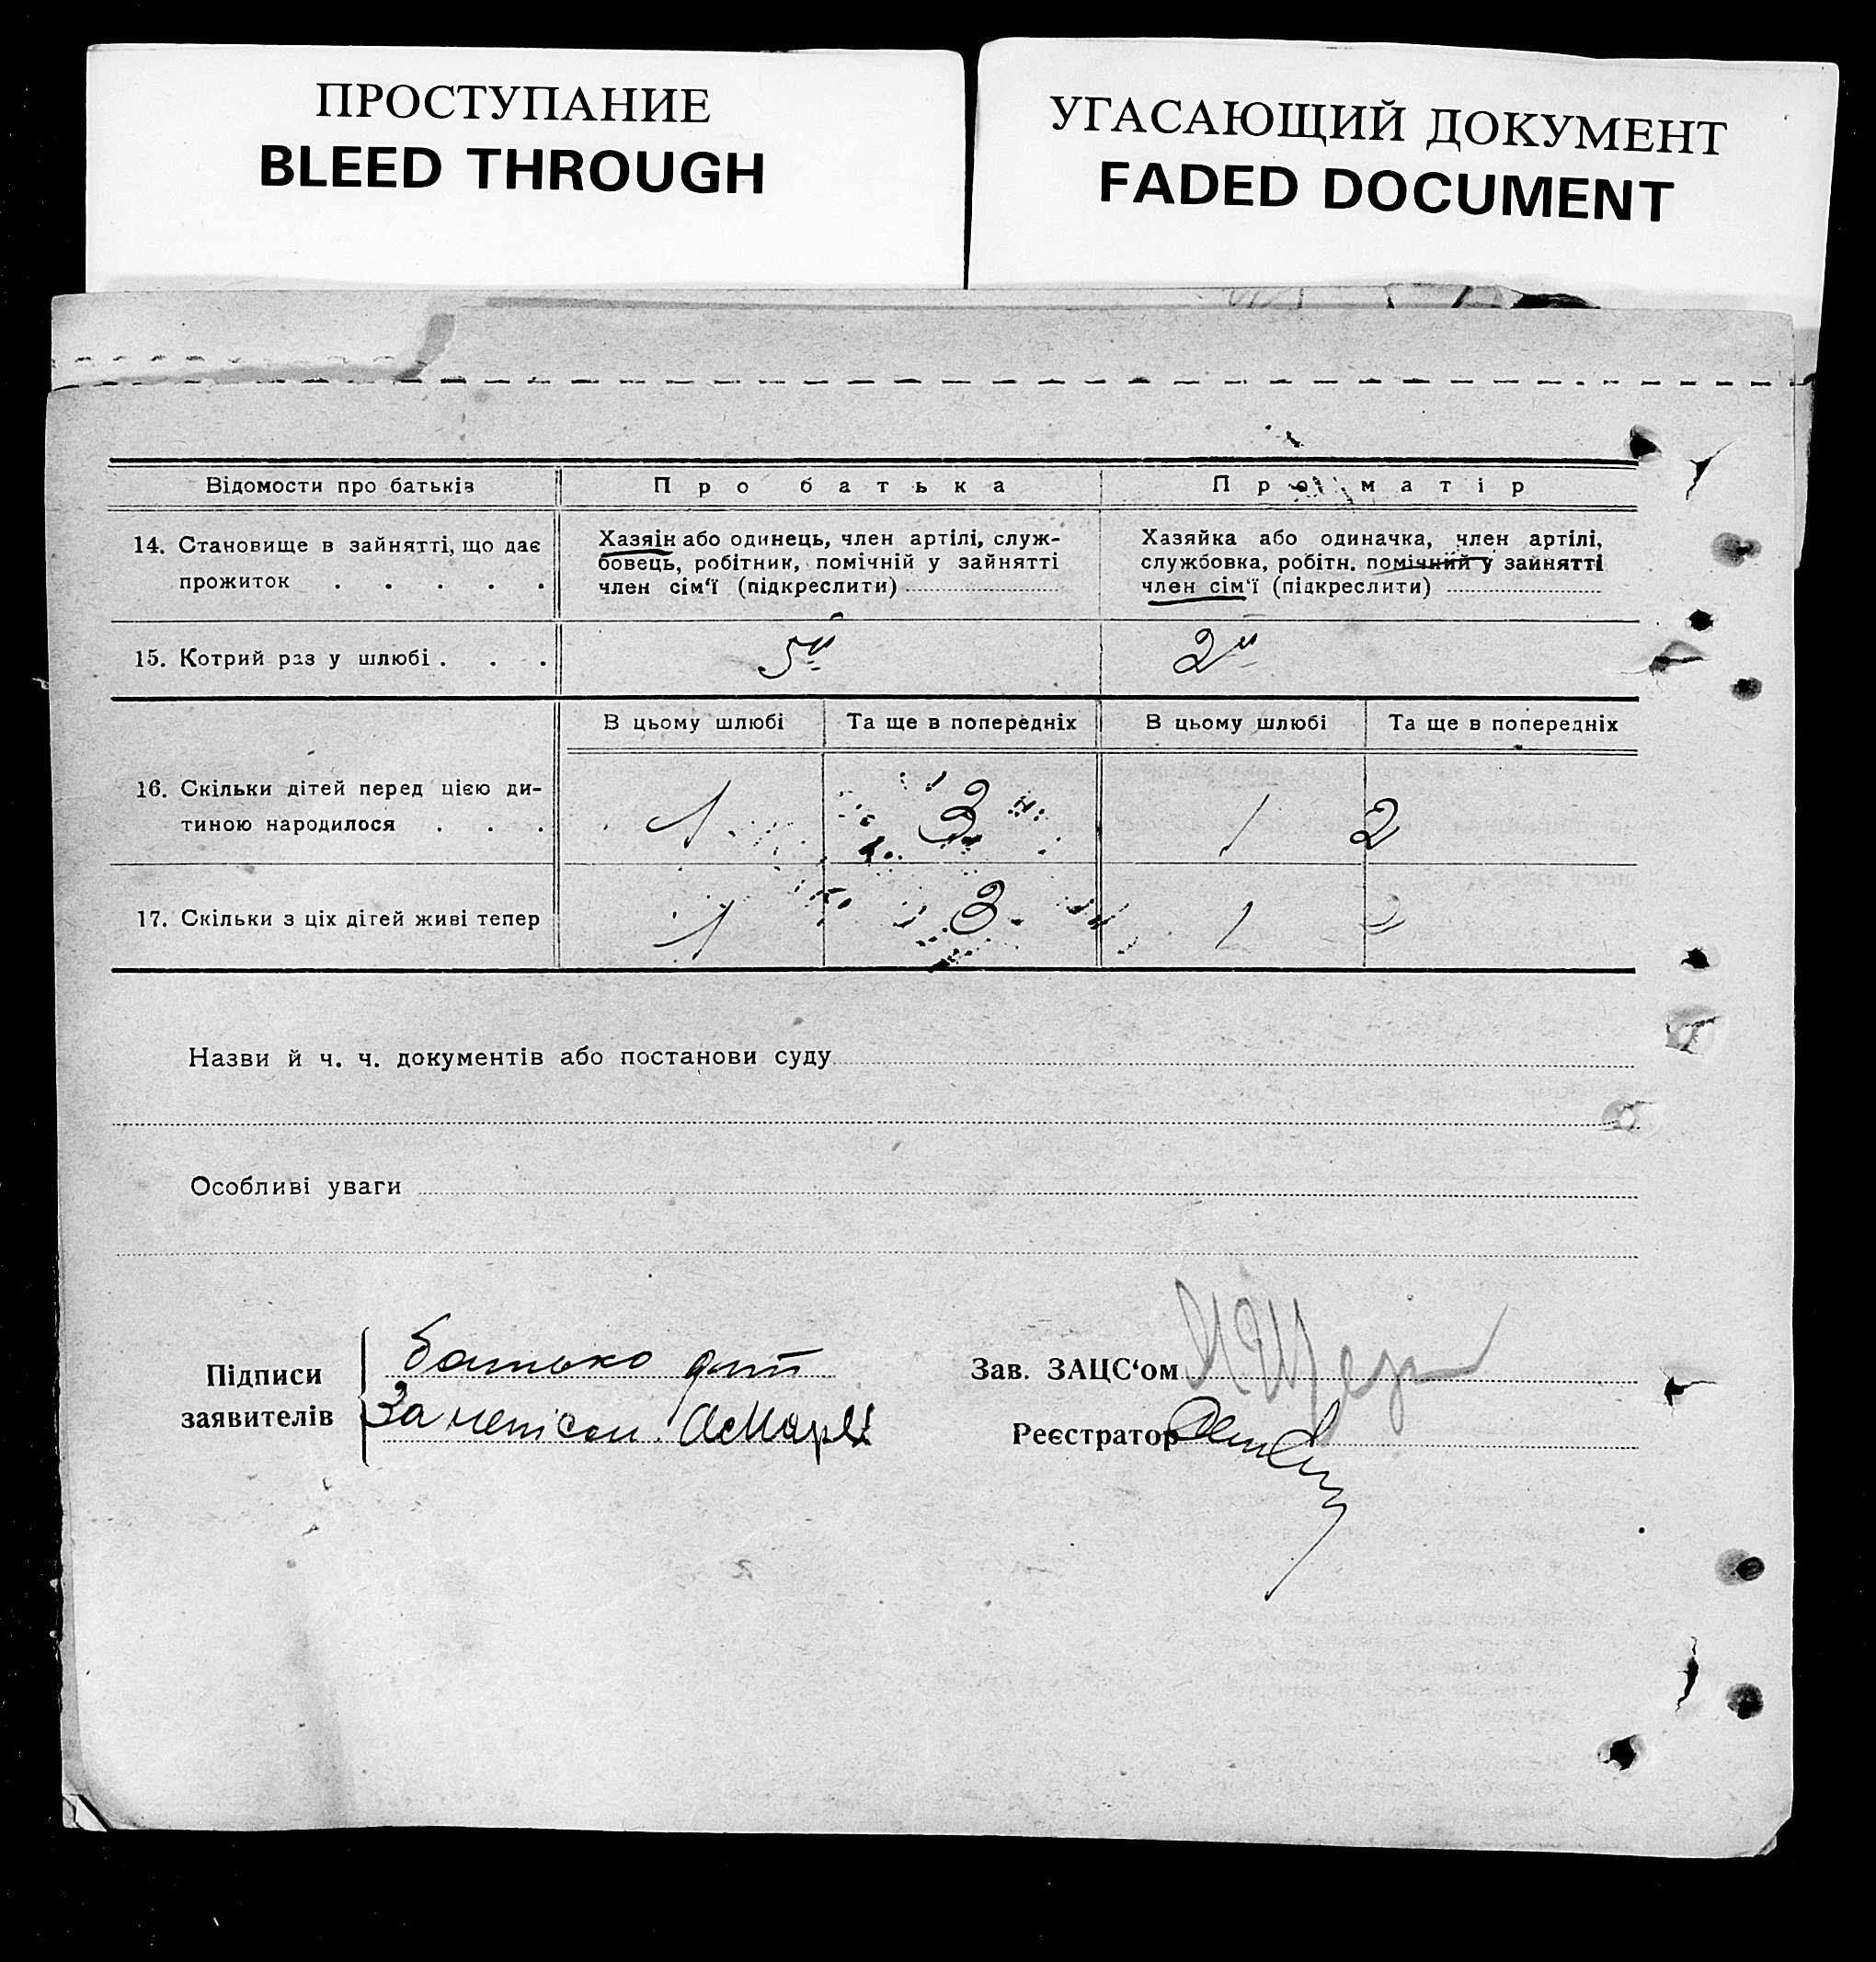 ПРОСТУПАНИЕ
BLEED THROUGH
УГАСАЮЩИЙ ДОКУМЕНТ
FADED DOCUMENT
Відомости про батьків
Про батька
Про матір
14. Становище в зайнятті, що дає
прожиток . . . . .
Хазяїн або одинець, член артілі, служ-
бовець, робітник, помічній у зайнятті
член сім‘ї (підкреслити)
Хазяйка або одиначка, член артілі,
службовка, робітн. помічний у зайнятті
член сім‘ї (підкреслити)
15. Котрий раз у шлюбі . . .
5й
2й
В цьому шлюбі
Та ще в попередніх
В цьому шлюбі
Та ще в попередніх
16. Скільки дітей перед цією ди-
тиною народилося . . .
1
3
1
2
17. Скільки з ціх дітей живі тепер
1
3
1
Назви й ч. ч. документів або постанови суду
Особливі уваги
Підписи
заявителів
батько дит
За
Зав. ЗАЦС‘ом
Реєстратор